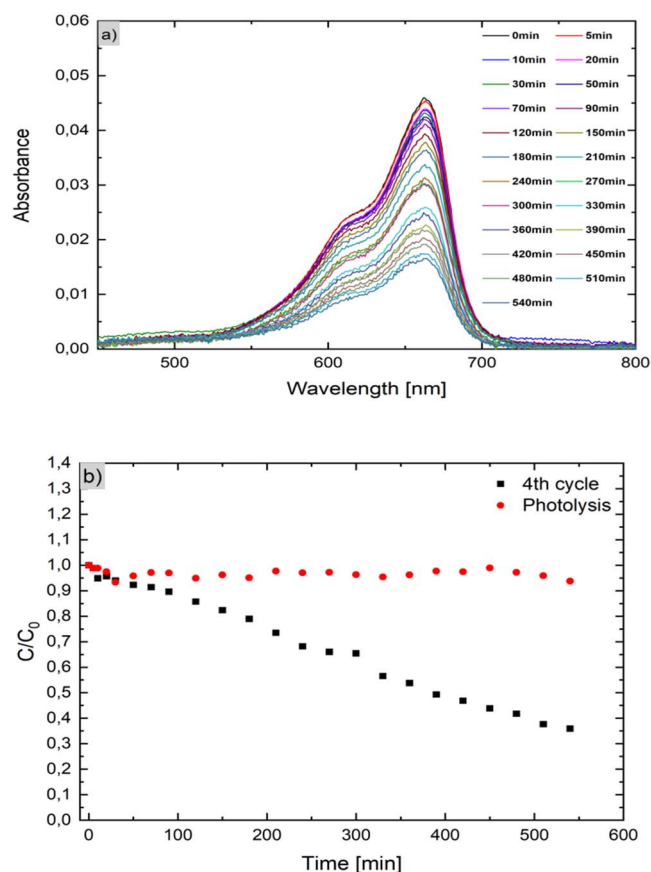 a)
0,06
0,05
0,04
0,03
0,02
0,01
0,00
Absorbance
0min 5min
10min 20min
30min 50min
70min 90min
120min 150min
180min 210min
240min 270min
300min 330min
360min 390min
420min 450min
480min 510min
540min
500 600 700 800
Wavelength [nm]
b)
4th cycle
Photolysis
1,4
1,3
1,2
1,1
1,0
0,9
0,8
0,7
0,6
0,5
0,4
0,3
0,2
0,1
0,0
C/C₀
0 100 200 300 400 500 600
Time [min]